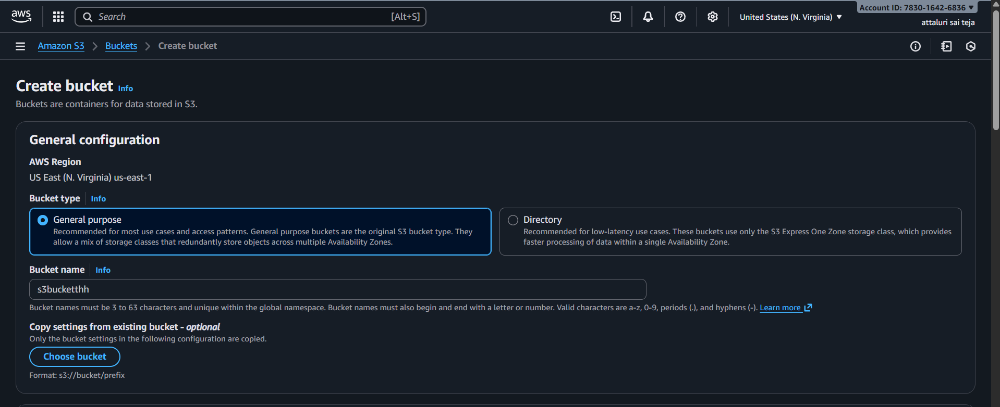 aws
Search
[Alt+S]
United States (N. Virginia) ▼
Account ID: 7830-1642-6836 ▼
attaluri sai teja
Amazon S3 > Buckets > Create bucket
Create bucket Info
Buckets are containers for data stored in S3.
General configuration
AWS Region
US East (N. Virginia) us-east-1
Bucket type | Info
General purpose
Recommended for most use cases and access patterns. General purpose buckets are the original S3 bucket type. They
allow a mix of storage classes that redundantly store objects across multiple Availability Zones.
Directory
Recommended for low-latency use cases. These buckets use only the S3 Express One Zone storage class, which provides
faster processing of data within a single Availability Zone.
Bucket name | Info
s3bucketthh
Bucket names must be 3 to 63 characters and unique within the global namespace. Bucket names must also begin and end with a letter or number. Valid characters are a-z, 0-9, periods (.), and hyphens (-). Learn more
Copy settings from existing bucket - optional
Only the bucket settings in the following configuration are copied.
Choose bucket
Format: s3://bucket/prefix